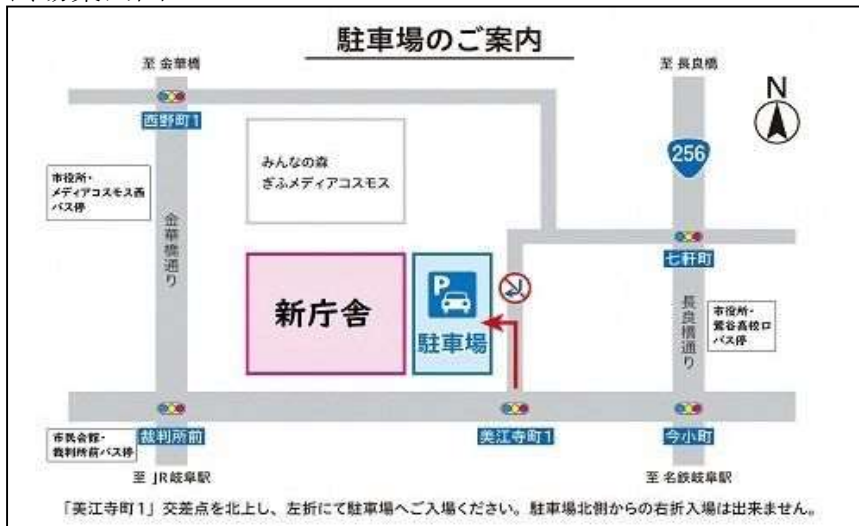 駐車場のご案内
至 金華橋
至 長良橋
N
西野町1
256
みんなの森
ぎふメディアコスモス
市役所・
メディアコスモス西
バス停
金華橋通り
七軒町
新庁舎
P
駐車場
長良橋通り
市役所・
鶯谷高校口
バス停
市民会館・
裁判所前バス停
裁判所前
美江寺町1
今小町
至 JR岐阜駅
至 名鉄岐阜駅
「美江寺町1」交差点を北上し、左折にて駐車場へご入場ください。駐車場北側からの右折入場は出来ません。